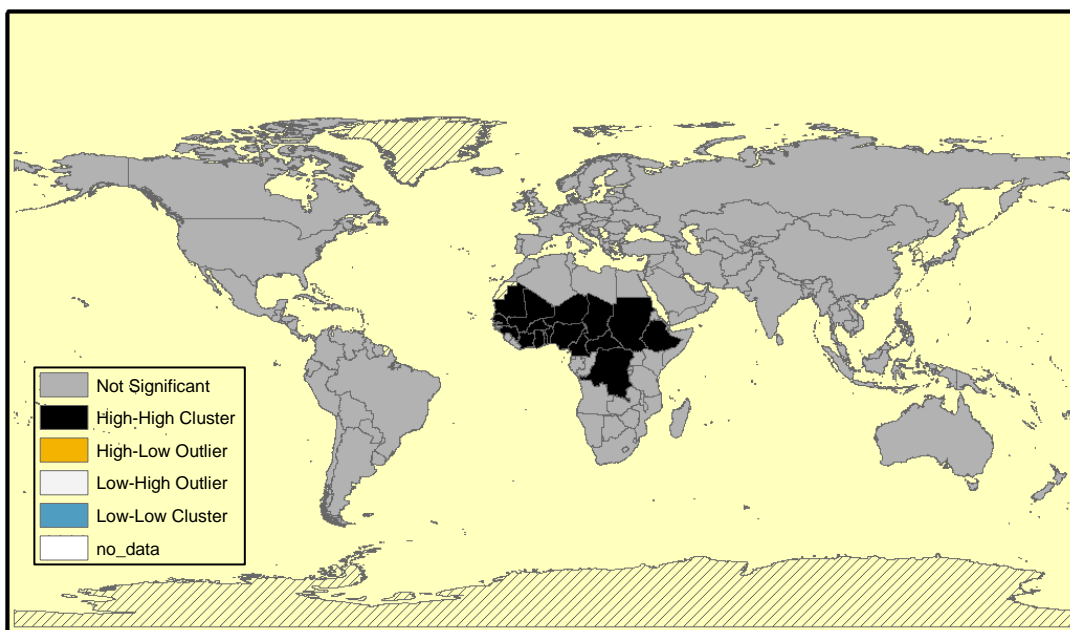 Not Significant
High-High Cluster
High-Low Outlier
Low-High Outlier
Low-Low Cluster
no_data